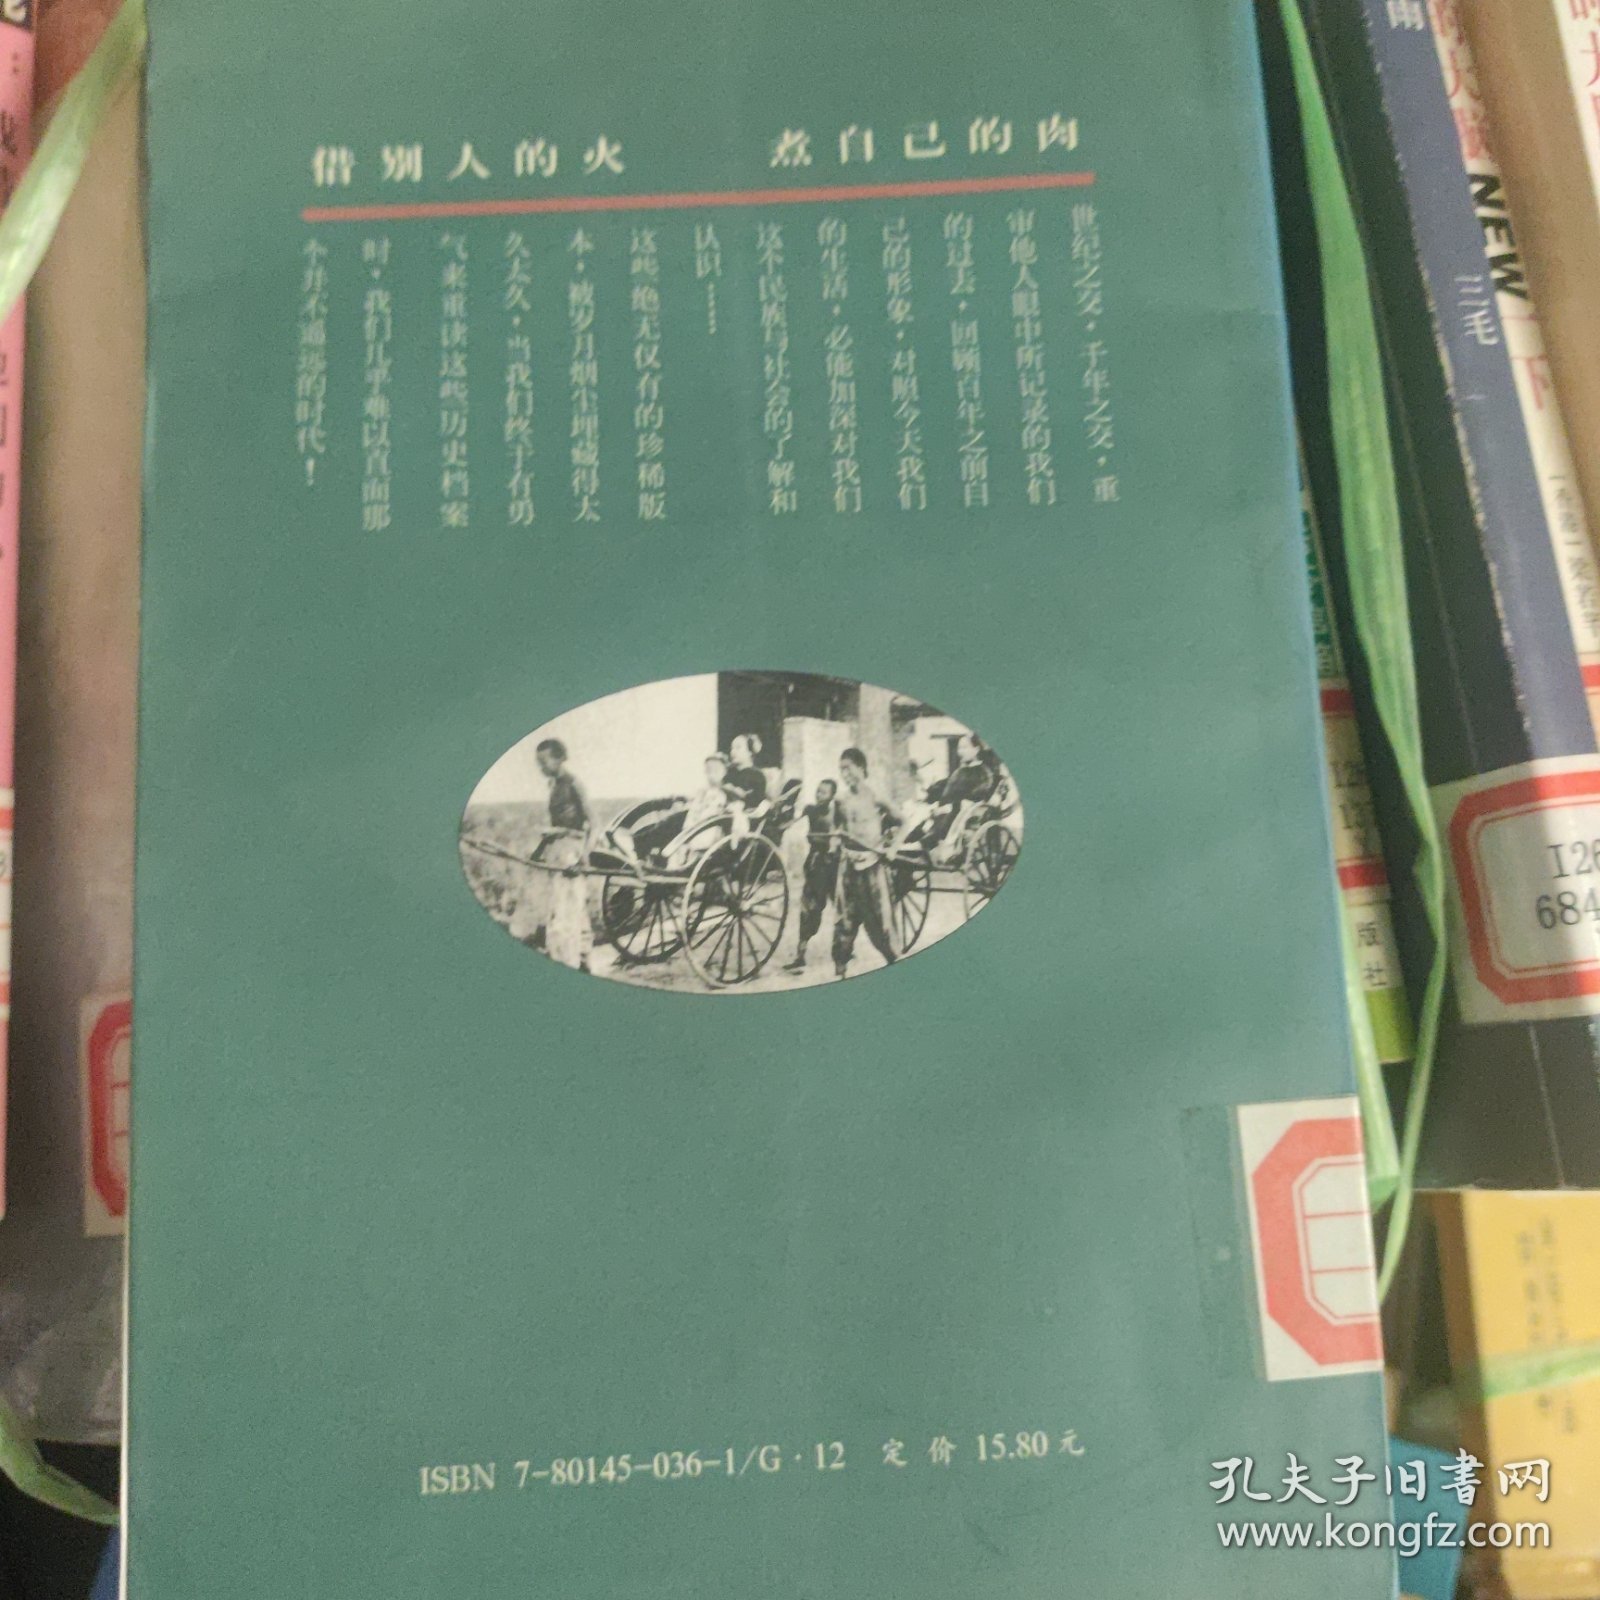 借别人的火 煮自己的肉
世纪之交，千年之交，重
审他人眼中所记录的我们
的过去，回顾百年之前自
己的形象，对照今天我们
的生活，必能加深对我们
这个民族与社会的了解和
认识……
这些绝无仅有的珍稀版
本，被岁月烟尘埋藏得太
久太久，当我们终于有勇
气来重读这些历史档案
时，我们几乎难以直面那
个并不遥远的时代！
ISBN 7-80145-036-1/G·12 定价 15.80元
孔夫子旧书网
www.kongfz.com
雨
NEW
三毛
下
I26
684
版社